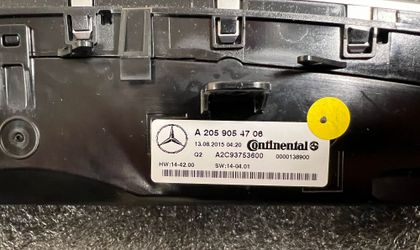 A 205 905 47 06
13.08.2015 04:20
Continental
Q2 A2C93753600 0000138900
HW:14-42.00 SW:14-04.01